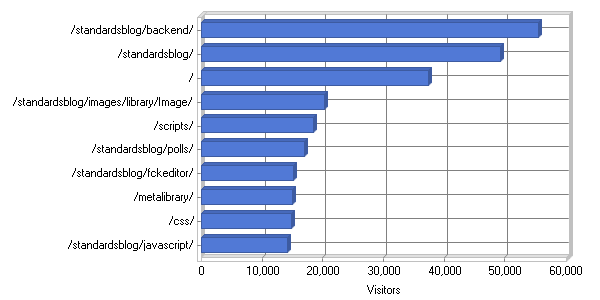 /standardsblog/backend/
/standardsblog/
/
/standardsblog/images/library/Image/
/scripts/
/standardsblog/polls/
/standardsblog/fckeditor/
/metalibrary/
/css/
/standardsblog/javascript/
0 10,000 20,000 30,000 40,000 50,000 60,000
Visitors